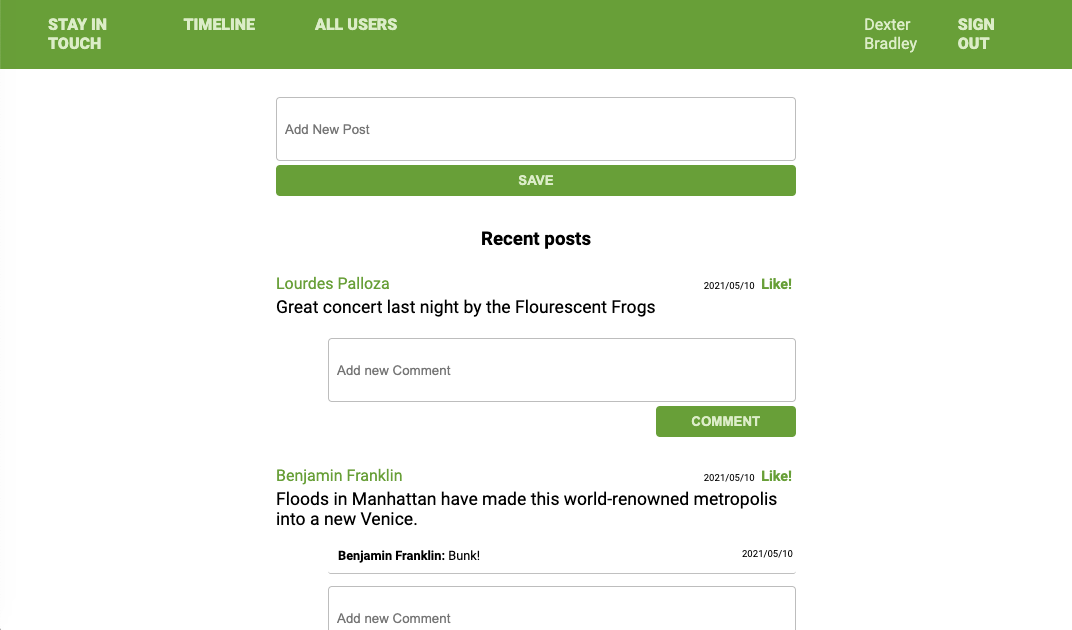 STAY IN
TOUCH
TIMELINE
ALL USERS
Dexter
Bradley
SIGN
OUT
Add New Post
SAVE
Recent posts
Lourdes Palloza 2021/05/10 Like!
Great concert last night by the Flourescent Frogs
Add new Comment
COMMENT
Benjamin Franklin 2021/05/10 Like!
Floods in Manhattan have made this world-renowned metropolis
into a new Venice.
Benjamin Franklin: Bunk! 2021/05/10
Add new Comment